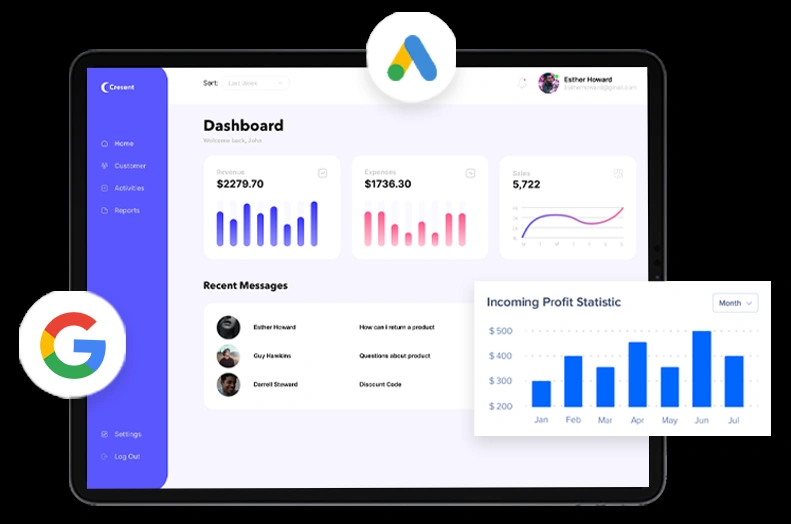 Cresent
Home
Customer
Activities
Reports
Settings
Log Out
Sort: Last Week
Esther Howard
EstherHoward@gmail.com
Dashboard
Welcome back, John
Revenue
$2279.70
Expenses
$1736.30
Sales
5,722
Recent Messages
Esther Howard How can i return a product
Guy Hawkins Questions about product
Darrell Steward Discount Code
Incoming Profit Statistic
Month
$ 500
$ 400
$ 300
$ 200
Jan Feb Mar Apr May Jun Jul